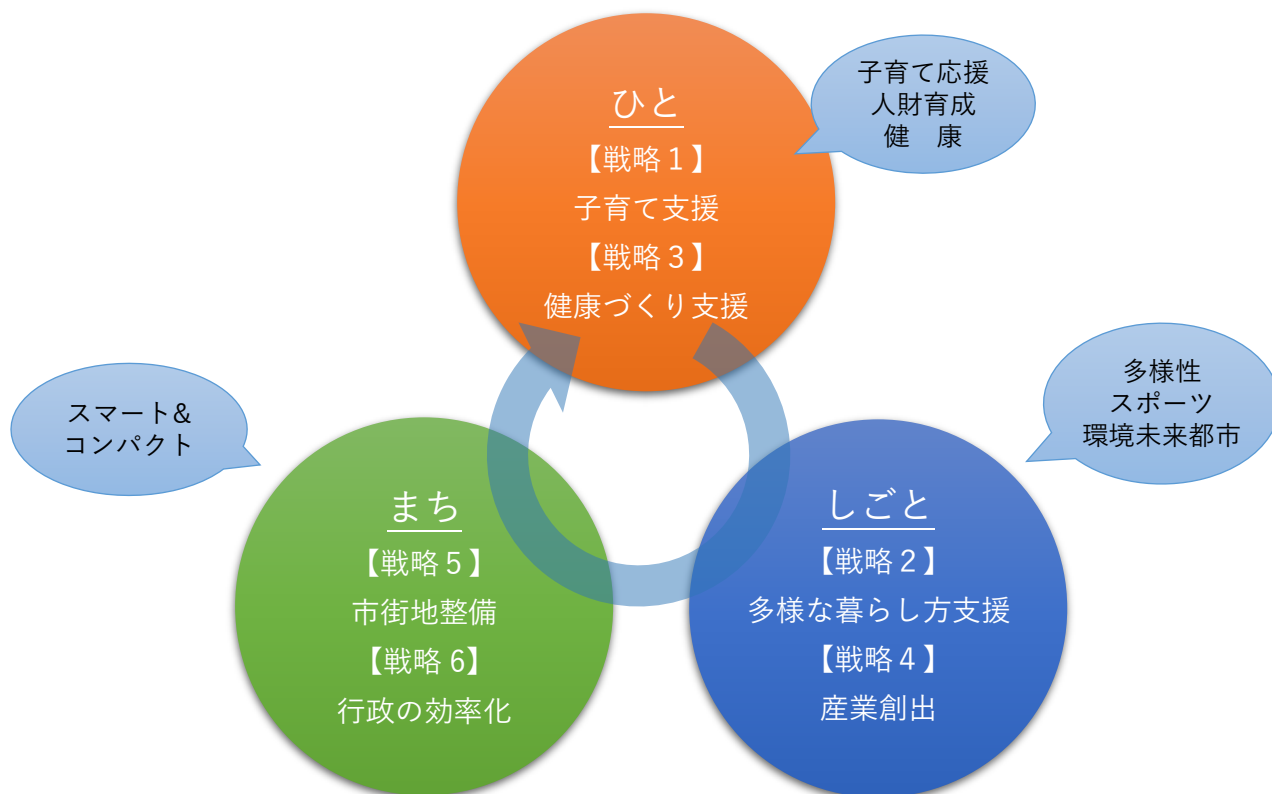 ひと
【戦略１】
子育て支援
【戦略３】
健康づくり支援
子育て応援
人財育成
健　康
スマート&
コンパクト
まち
【戦略５】
市街地整備
【戦略６】
行政の効率化
しごと
【戦略２】
多様な暮らし方支援
【戦略４】
産業創出
多様性
スポーツ
環境未来都市